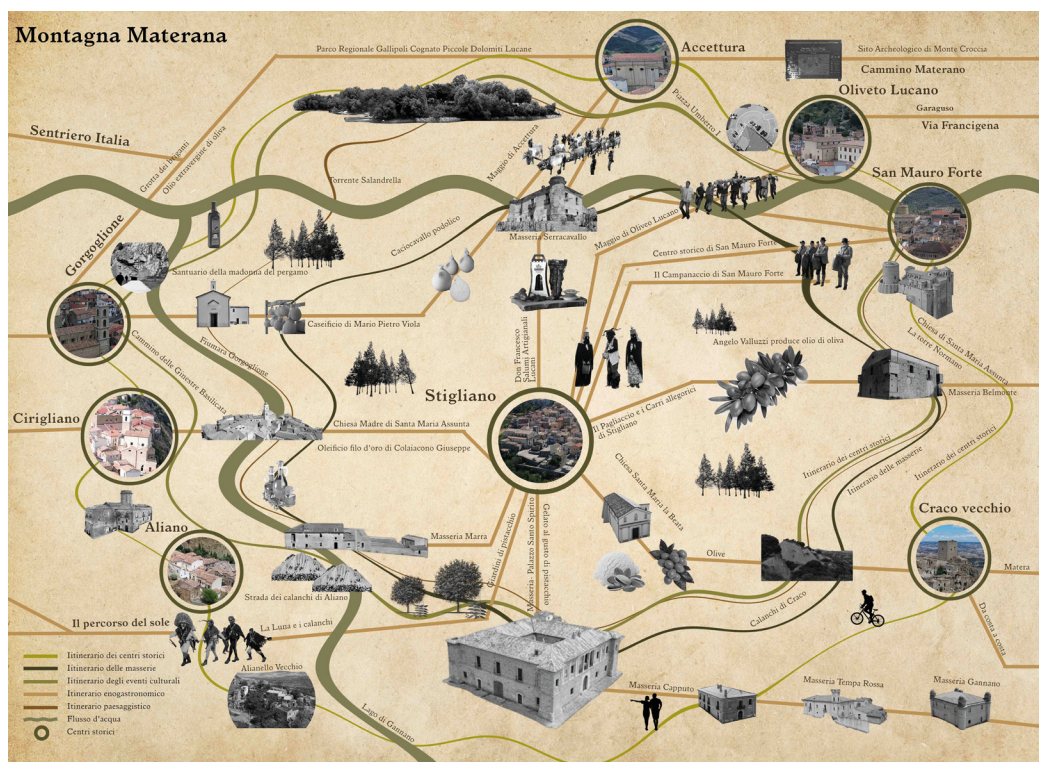 Montagna Materana
Parco Regionale Gallipoli Cognato Piccole Dolomiti Lucane
Accettura
Sito Archeologico di Monte Croccia
Cammino Materano
Oliveto Lucano
Garaguso
Via Francigena
Piazza Umberto I
Sentriero Italia
Grotta dei briganti
Olio extravergine di oliva
Maggio di Accettura
Torrente Salandrella
San Mauro Forte
Gorgoglione
Caciocavallo podolico
Masseria Serracavallo
Maggio di Oliveo Lucano
Centro storico di San Mauro Forte
Il Campanaccio di San Mauro Forte
Santuario della madonna del pergamo
Caseificio di Mario Pietro Viola
Fiumara Gorgoglione
Cammino delle Ginestre Basilicata
Don Francesco
Salumi Artigianali
Lucani
Angelo Valluzzi produce olio di oliva
Chiesa di Santa Maria Assunta
La torre Normano
Masseria Belmonte
Stigliano
Cirigliano
Chiesa Madre di Santa Maria Assunta
Oleificio filo d'oro di Colaiacono Giuseppe
Il Pagliaccio e i Carri allegorici
di Stigliano
Itinerario dei centri storici
Itinerario delle masserie
Itinerario dei centri storici
Chiesa Santa Maria la Beata
Craco vecchio
Aliano
Masseria Marra
Giardini di pistacchio
Masseria- Palazzo Santo Spirito
Gelato al gusto di pistacchio
Olive
Matera
Strada dei calanchi di Aliano
Calanchi di Craco
Da costa a costa
Il percorso del sole
La Luna e i calanchi
Alianello Vecchio
Lago di Gannano
Masseria Capputo
Masseria Tempa Rossa
Masseria Gannano
Itinerario dei centri storici
Itinerario delle masserie
Itinerario degli eventi culturali
Itinerario enogastronomico
Itinerario paesaggistico
Flusso d'acqua
Centri storici